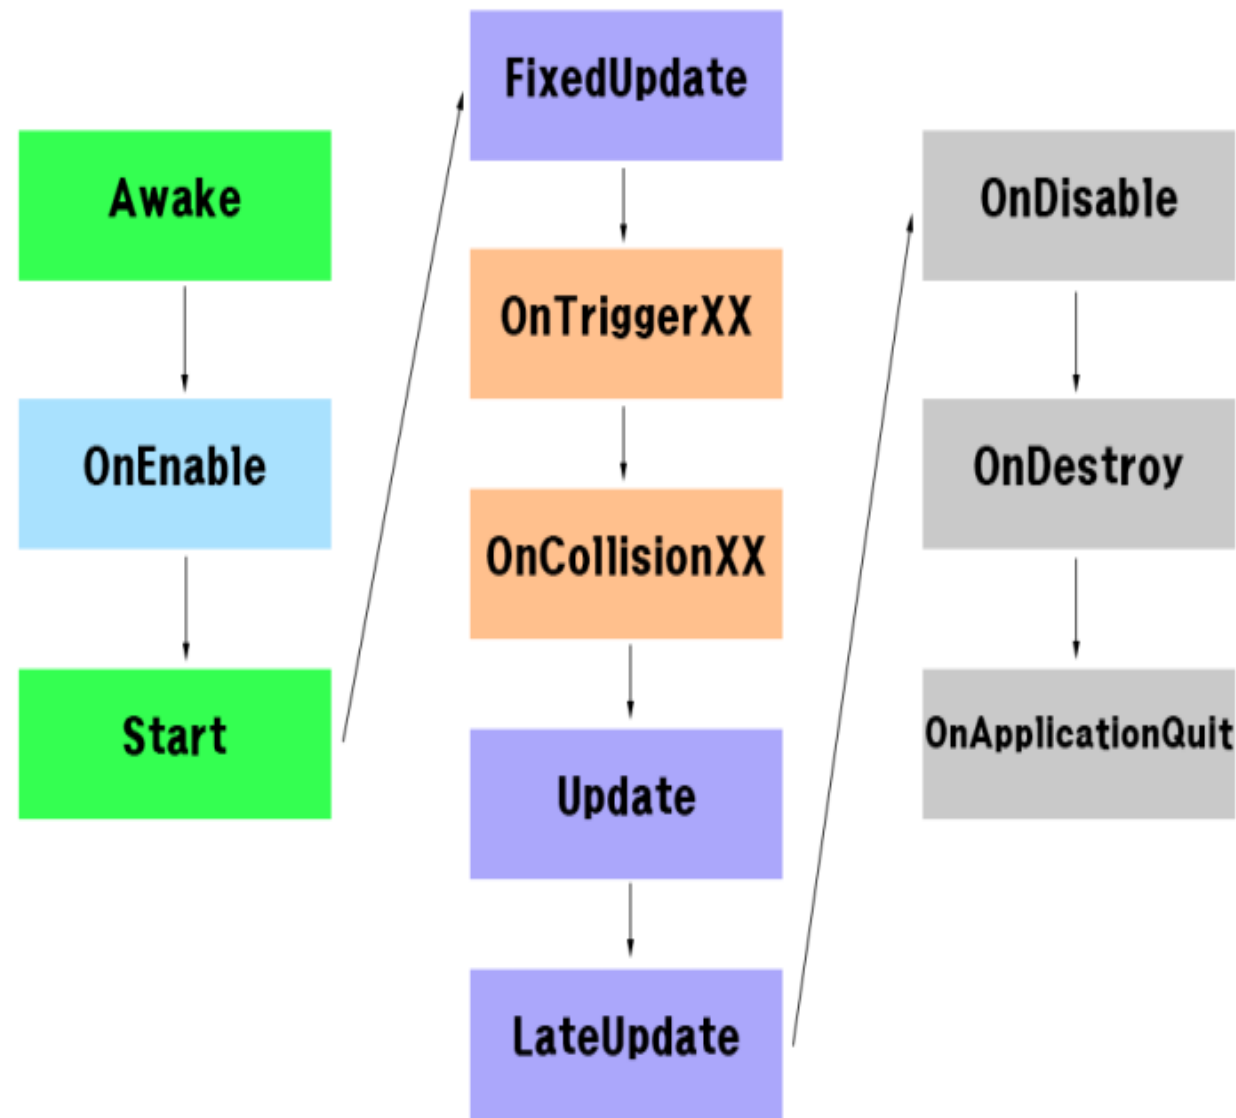 Awake
OnEnable
Start
FixedUpdate
OnTriggerXX
OnCollisionXX
Update
LateUpdate
OnDisable
OnDestroy
OnApplicationQuit